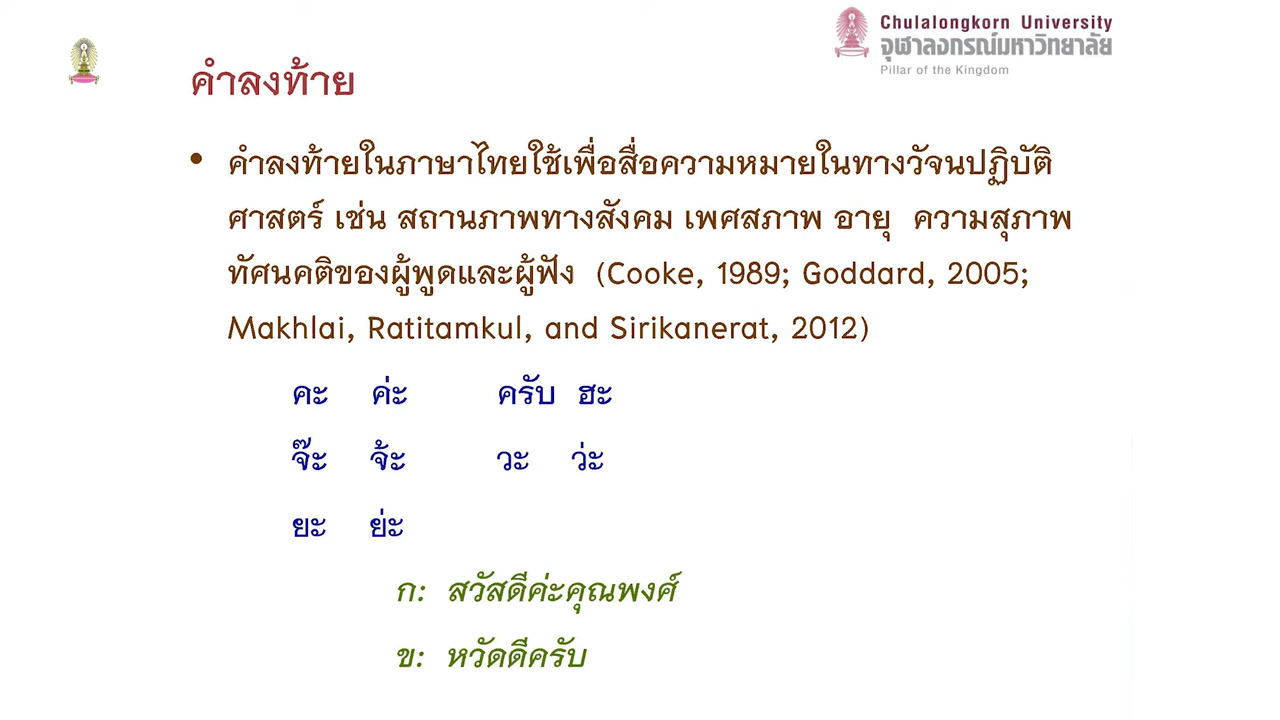 Chulalongkorn University
จุฬาลงกรณ์มหาวิทยาลัย
Pillar of the Kingdom
คำลงท้าย
• คำลงท้ายในภาษาไทยใช้เพื่อสื่อความหมายในทางวัจนปฏิบัติ
ศาสตร์ เช่น สถานภาพทางสังคม เพศสภาพ อายุ ความสุภาพ
ทัศนคติของผู้พูดและผู้ฟัง (Cooke, 1989; Goddard, 2005;
Makhlai, Ratitamkul, and Sirikanerat, 2012)
คะ ค่ะ ครับ ฮะ
จ๊ะ จ้ะ วะ ว่ะ
ยะ ย่ะ
ก: สวัสดีค่ะคุณพงศ์
ข: หวัดดีครับ